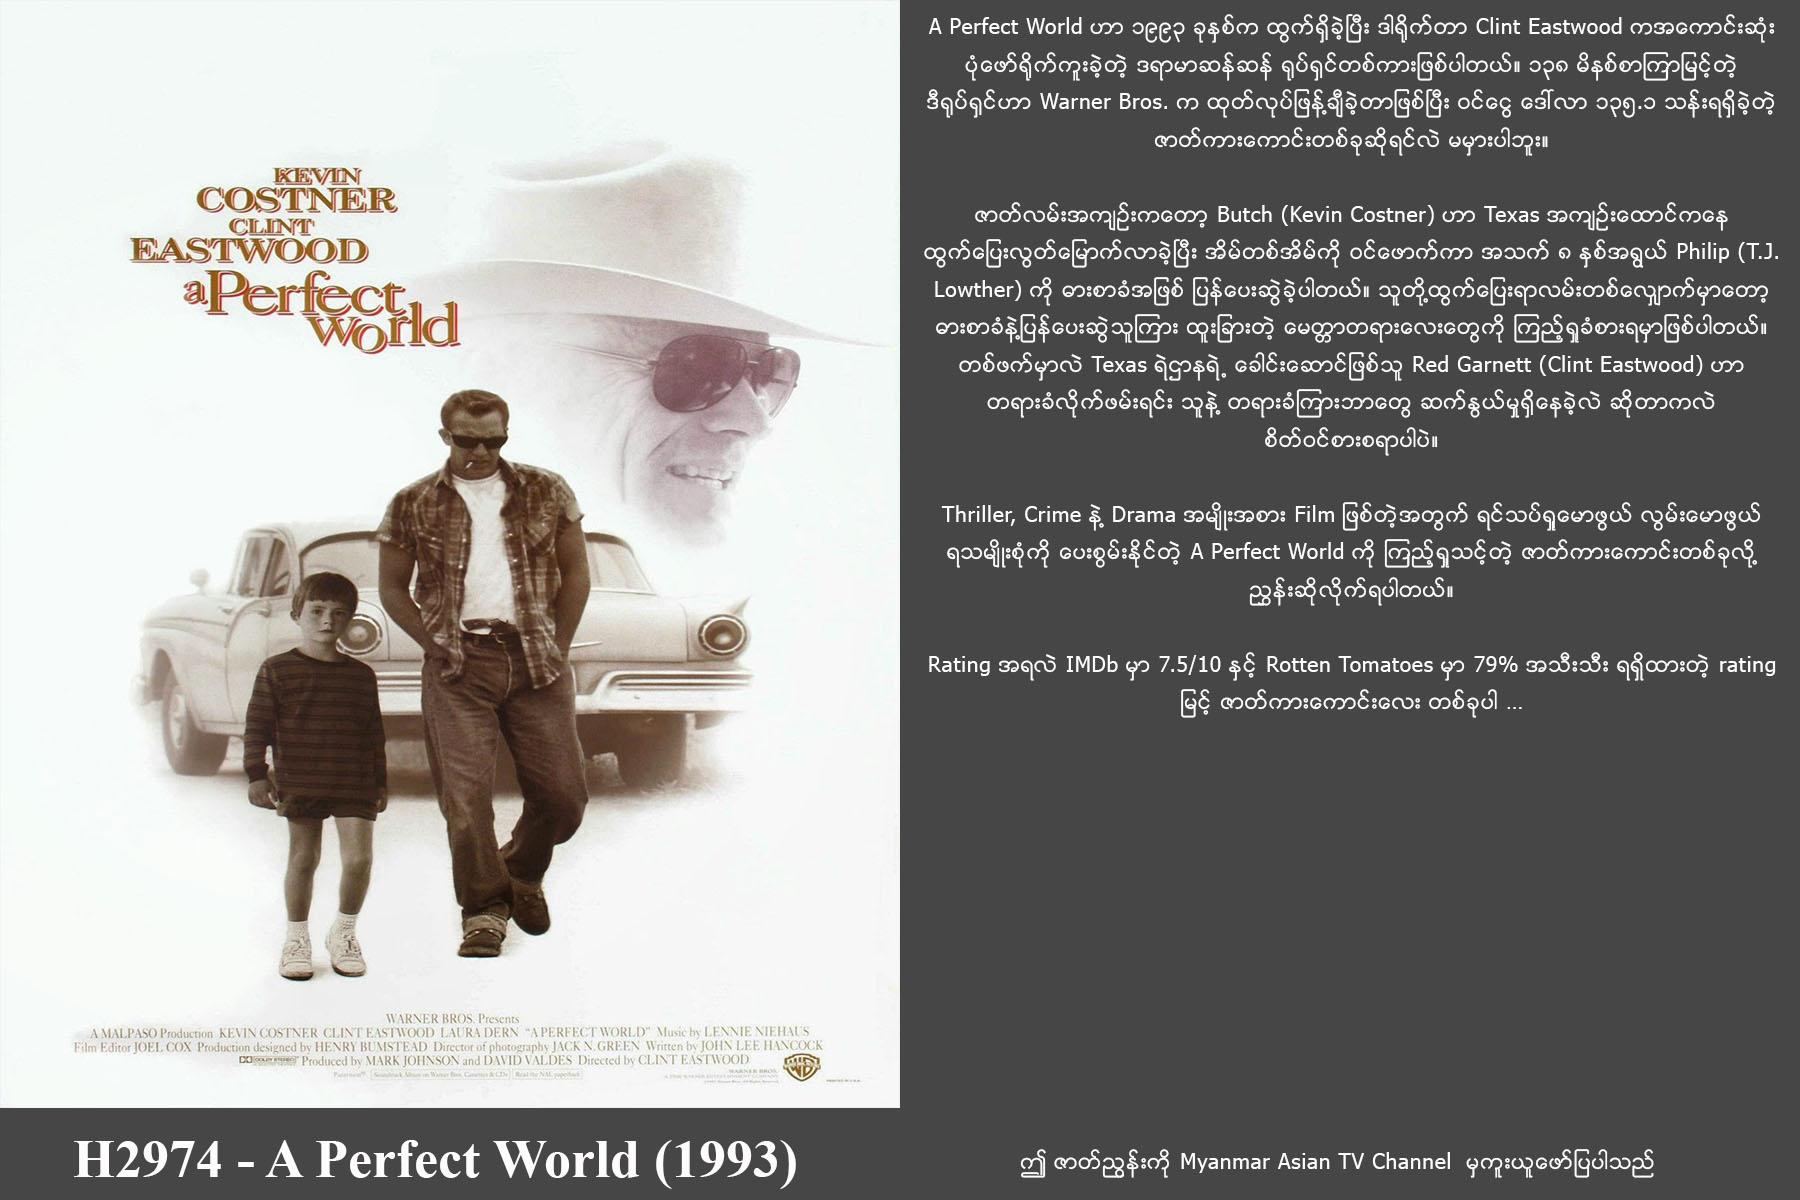 KEVIN
COSTNER
CLINT
EASTWOOD
a Perfect
World
WARNER BROS. Presents
A MALPASO Production KEVIN COSTNER CLINT EASTWOOD LAURA DERN "A PERFECT WORLD" Music by LENNIE NIEHAUS
Film Editor JOEL COX Production designed by HENRY BUMSTEAD Director of photography JACK N. GREEN Written by JOHN LEE HANCOCK
DOLBY STEREO Produced by MARK JOHNSON and DAVID VALDES Directed by CLINT EASTWOOD
Soundtrack Album on Warner Bros. Cassettes & CDs Read the NAL paperback
WARNER BROS.
H2974 - A Perfect World (1993)
A Perfect World ဟာ ၁၉၉၃ ခုနှစ်က ထွက်ရှိခဲ့ပြီး ဒါရိုက်တာ Clint Eastwood ကအကောင်းဆုံး
ပုံဖော်ရိုက်ကူးခဲ့တဲ့ ဒရာမာဆန်ဆန် ရုပ်ရှင်တစ်ကားဖြစ်ပါတယ်။ ၁၃၈ မိနစ်စာကြာမြင့်တဲ့
ဒီရုပ်ရှင်ဟာ Warner Bros. က ထုတ်လုပ်ဖြန့်ချီခဲ့တာဖြစ်ပြီး ဝင်ငွေ ဒေါ်လာ ၁၃၅.၁ သန်းရရှိခဲ့တဲ့
ဇာတ်ကားကောင်းတစ်ခုဆိုရင်လဲ မမှားပါဘူး။
ဇာတ်လမ်းအကျဉ်းကတော့ Butch (Kevin Costner) ဟာ Texas အကျဉ်းထောင်ကနေ
ထွက်ပြေးလွတ်မြောက်လာခဲ့ပြီး အိမ်တစ်အိမ်ကို ဝင်ဖောက်ကာ အသက် ၈ နှစ်အရွယ် Philip (T.J.
Lowther) ကို ဓားစာခံအဖြစ် ပြန်ပေးဆွဲခဲ့ပါတယ်။ သူတို့ထွက်ပြေးရာလမ်းတစ်လျှောက်မှာတော့
ဓားစာခံနဲ့ပြန်ပေးဆွဲသူကြား ထူးခြားတဲ့ မေတ္တာတရားလေးတွေကို ကြည့်ရှုခံစားရမှာဖြစ်ပါတယ်။
တစ်ဖက်မှာလဲ Texas ရဲဌာနရဲ့ ခေါင်းဆောင်ဖြစ်သူ Red Garnett (Clint Eastwood) ဟာ
တရားခံလိုက်ဖမ်းရင်း သူနဲ့ တရားခံကြားဘာတွေ ဆက်နွယ်မှုရှိနေခဲ့လဲ ဆိုတာကလဲ
စိတ်ဝင်စားစရာပါပဲ။
Thriller, Crime နဲ့ Drama အမျိုးအစား Film ဖြစ်တဲ့အတွက် ရင်သပ်ရှုမောဖွယ် လွမ်းမောဖွယ်
ရသမျိုးစုံကို ပေးစွမ်းနိုင်တဲ့ A Perfect World ကို ကြည့်ရှုသင့်တဲ့ ဇာတ်ကားကောင်းတစ်ခုလို့
ညွှန်းဆိုလိုက်ရပါတယ်။
Rating အရလဲ IMDb မှာ 7.5/10 နှင့် Rotten Tomatoes မှာ 79% အသီးသီး ရရှိထားတဲ့ rating
မြင့် ဇာတ်ကားကောင်းလေး တစ်ခုပါ ...
ဤ ဇာတ်ညွှန်းကို Myanmar Asian TV Channel မှကူးယူဖော်ပြပါသည်